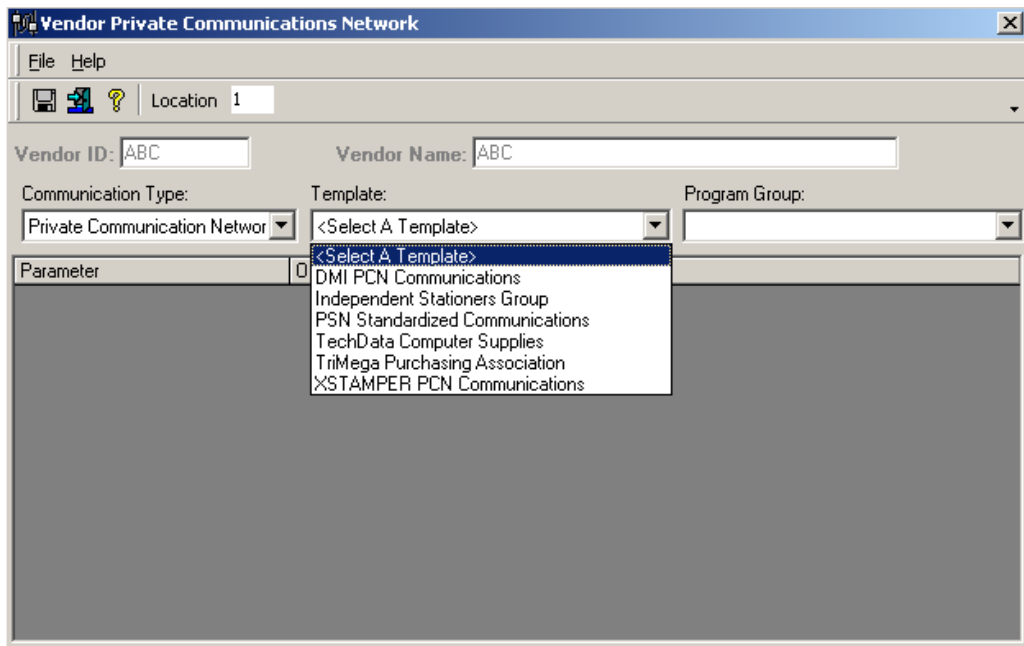 Vendor Private Communications Network
File Help
Location 1
Vendor ID: ABC Vendor Name: ABC
Communication Type: Template: Program Group:
Private Communication Networ <Select A Template>
<Select A Template>
Parameter O
DMI PCN Communications
Independent Stationers Group
PSN Standardized Communications
TechData Computer Supplies
TriMega Purchasing Association
XSTAMPER PCN Communications